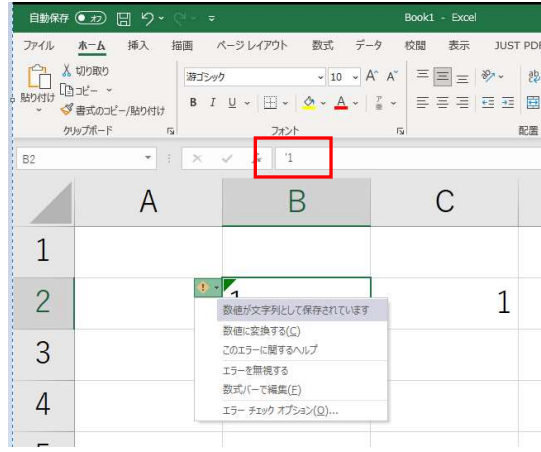 自動保存 オフ Book1 - Excel
ファイル ホーム 挿入 描画 ページ レイアウト 数式 データ 校閲 表示 JUST PDF
貼り付け
切り取り
コピー
書式のコピー/貼り付け
クリップボード
游ゴシック 10 A A
B I U A
フォント
配置
B2 '1
A B C
1
2 1 1
数値が文字列として保存されています
数値に変換する(C)
このエラーに関するヘルプ
エラーを無視する
数式バーで編集(F)
エラー チェック オプション(O)...
3
4